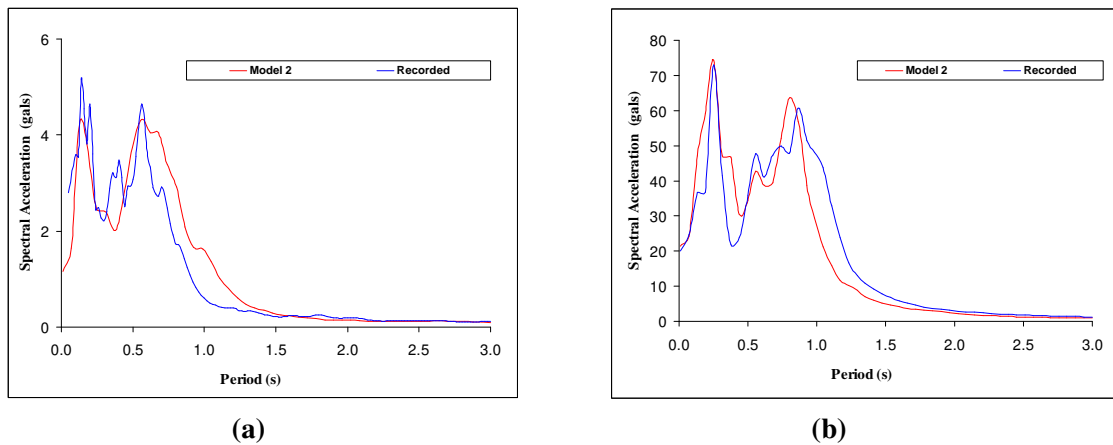 6
4
2
0
Spectral Acceleration (gals)
Model 2 Recorded
0.0 0.5 1.0 1.5 2.0 2.5 3.0
Period (s)
(a)
80
70
60
50
40
30
20
10
0
Spectral Acceleration (gals)
Model 2 Recorded
0.0 0.5 1.0 1.5 2.0 2.5 3.0
Period (s)
(b)